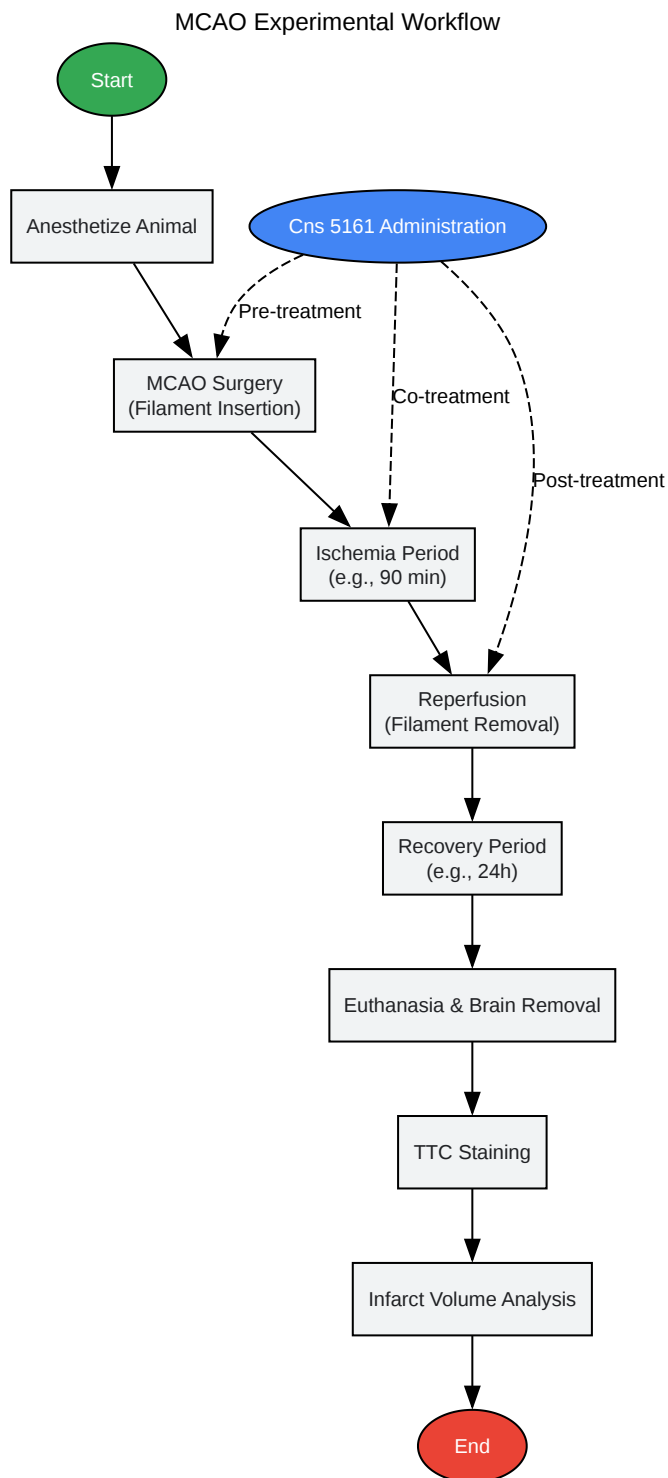 MCAO Experimental Workflow
Start
Anesthetize Animal
Cns 5161 Administration
Pre-treatment
MCAO Surgery
(Filament Insertion)
Co-treatment
Post-treatment
Ischemia Period
(e.g., 90 min)
Reperfusion
(Filament Removal)
Recovery Period
(e.g., 24h)
Euthanasia & Brain Removal
TTC Staining
Infarct Volume Analysis
End